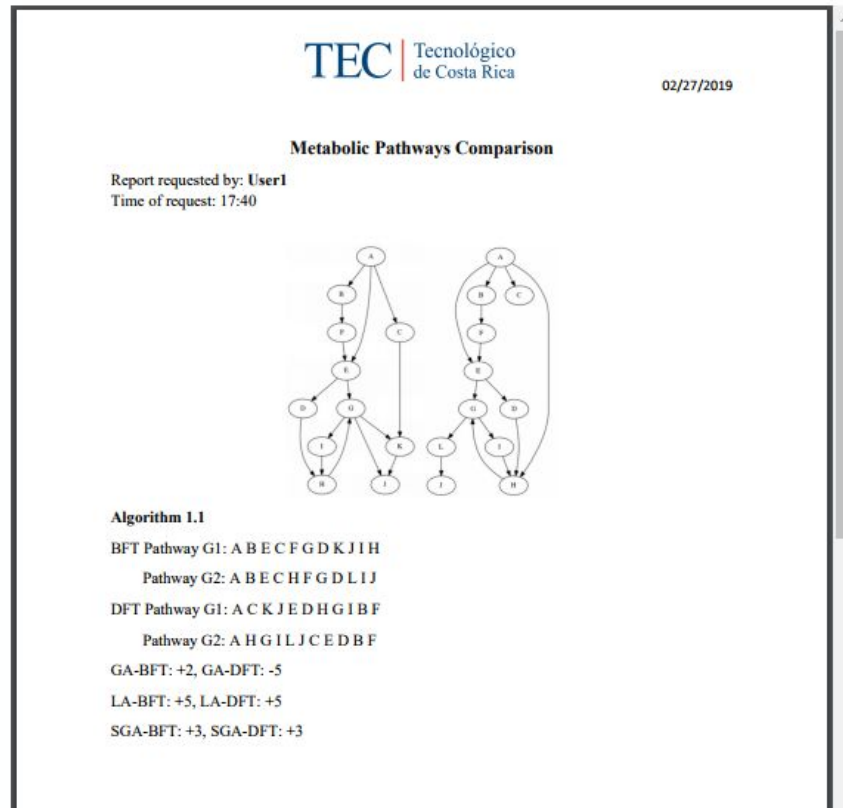 TEC Tecnológico
de Costa Rica
02/27/2019
Metabolic Pathways Comparison
Report requested by: User1
Time of request: 17:40
A A
B B C
F C F
E E
D G G D
I K L I
H J J H
Algorithm 1.1
BFT Pathway G1: A B E C F G D K J I H
Pathway G2: A B E C H F G D L I J
DFT Pathway G1: A C K J E D H G I B F
Pathway G2: A H G I L J C E D B F
GA-BFT: +2, GA-DFT: -5
LA-BFT: +5, LA-DFT: +5
SGA-BFT: +3, SGA-DFT: +3